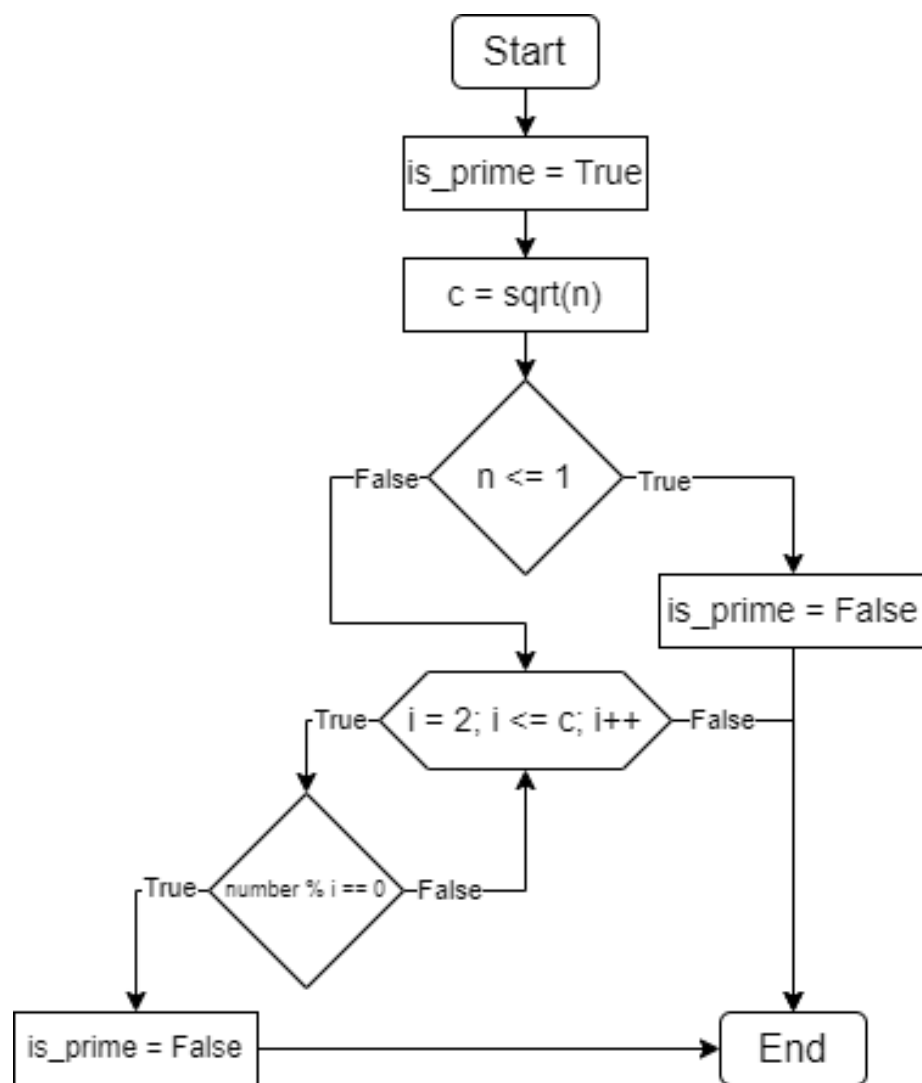 Start
is_prime = True
c = sqrt(n)
False
n <= 1
True
is_prime = False
True
i = 2; i <= c; i++
False
True
number % i == 0
False
is_prime = False
End